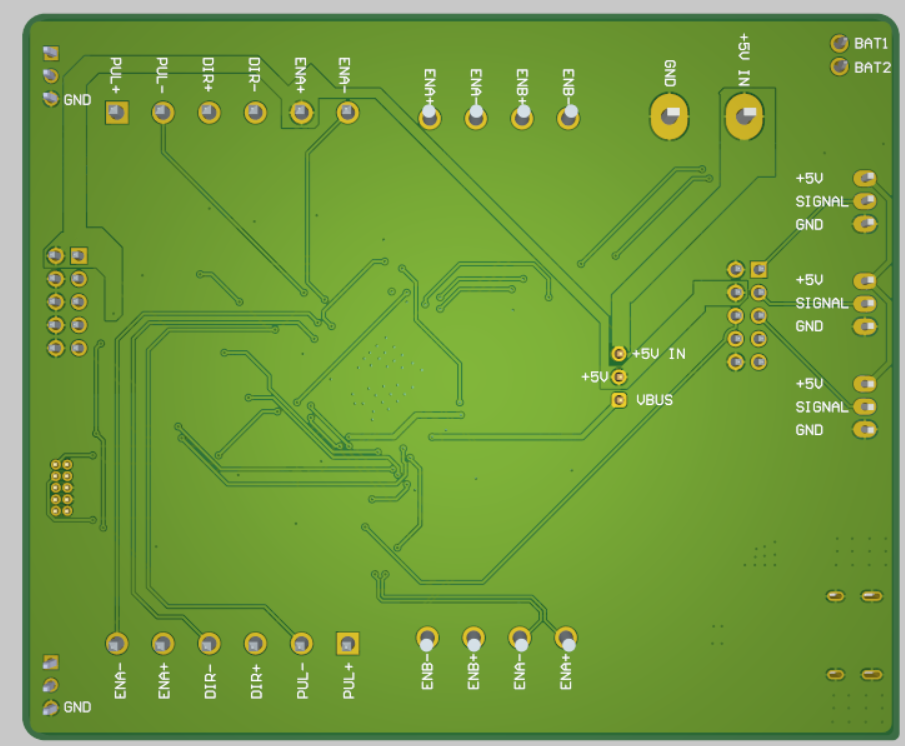 PUL+
PUL-
DIR+
DIR-
ENA+
ENA-
ENA+
ENA-
ENB+
ENB-
GND
+5V IN
BAT1
BAT2
GND
+5V
SIGNAL
GND
+5V
SIGNAL
GND
+5V IN
+5V
VBUS
+5V
SIGNAL
GND
ENA-
ENA+
DIR-
DIR+
PUL-
PUL+
ENB-
ENB+
ENA-
ENA+
GND